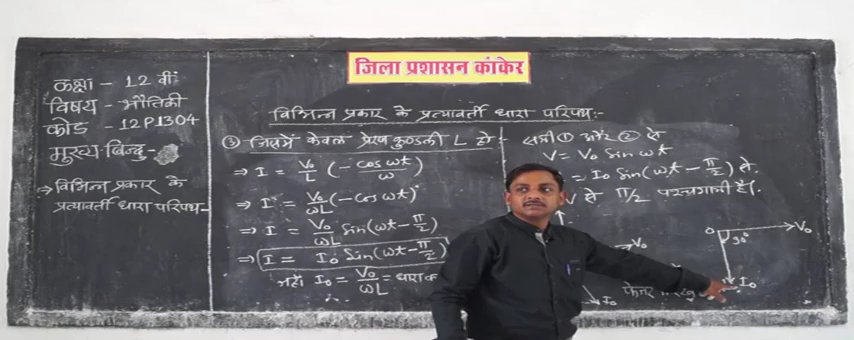 जिला प्रशासन कांकेर
कक्षा - 12 वीं
विषय - भौतिकी
कोड - 12P1304
मुख्य बिन्दु -
→ विभिन्न प्रकार के
प्रत्यावर्ती धारा परिपथ -
विभिन्न प्रकार के प्रत्यावर्ती धारा परिपथ :-
③ जिसमें केवल प्रेरण कुण्डली L हो :
⇒ I = V₀/L (- cos ωt/ω)
⇒ I = V₀/ωL (- cos ωt)
⇒ I = V₀/ωL Sin(ωt - π/2)
⇒ I = I₀ Sin(ωt - π/2)
जहाँ I₀ = V₀/ωL = धारा
① और ② से
V = V₀ Sin ωt
= I₀ Sin(ωt - π/2) से
V से π/2 पश्चगामी है।
V₀
I₀
O
V₀
90°
I₀
फेजर